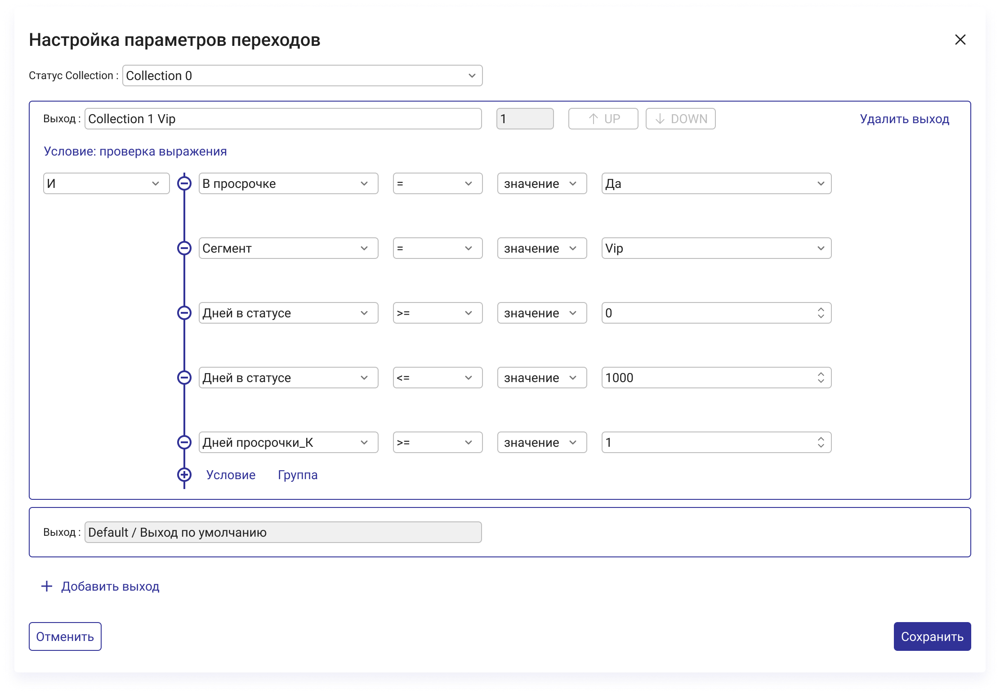 Настройка параметров переходов
Статус Collection : Collection 0
Выход : Collection 1 Vip 1 UP DOWN Удалить выход
Условие: проверка выражения
И В просрочке = значение Да
Сегмент = значение Vip
Дней в статусе >= значение 0
Дней в статусе <= значение 1000
Дней просрочки_К >= значение 1
Условие Группа
Выход : Default / Выход по умолчанию
Добавить выход
Отменить Сохранить